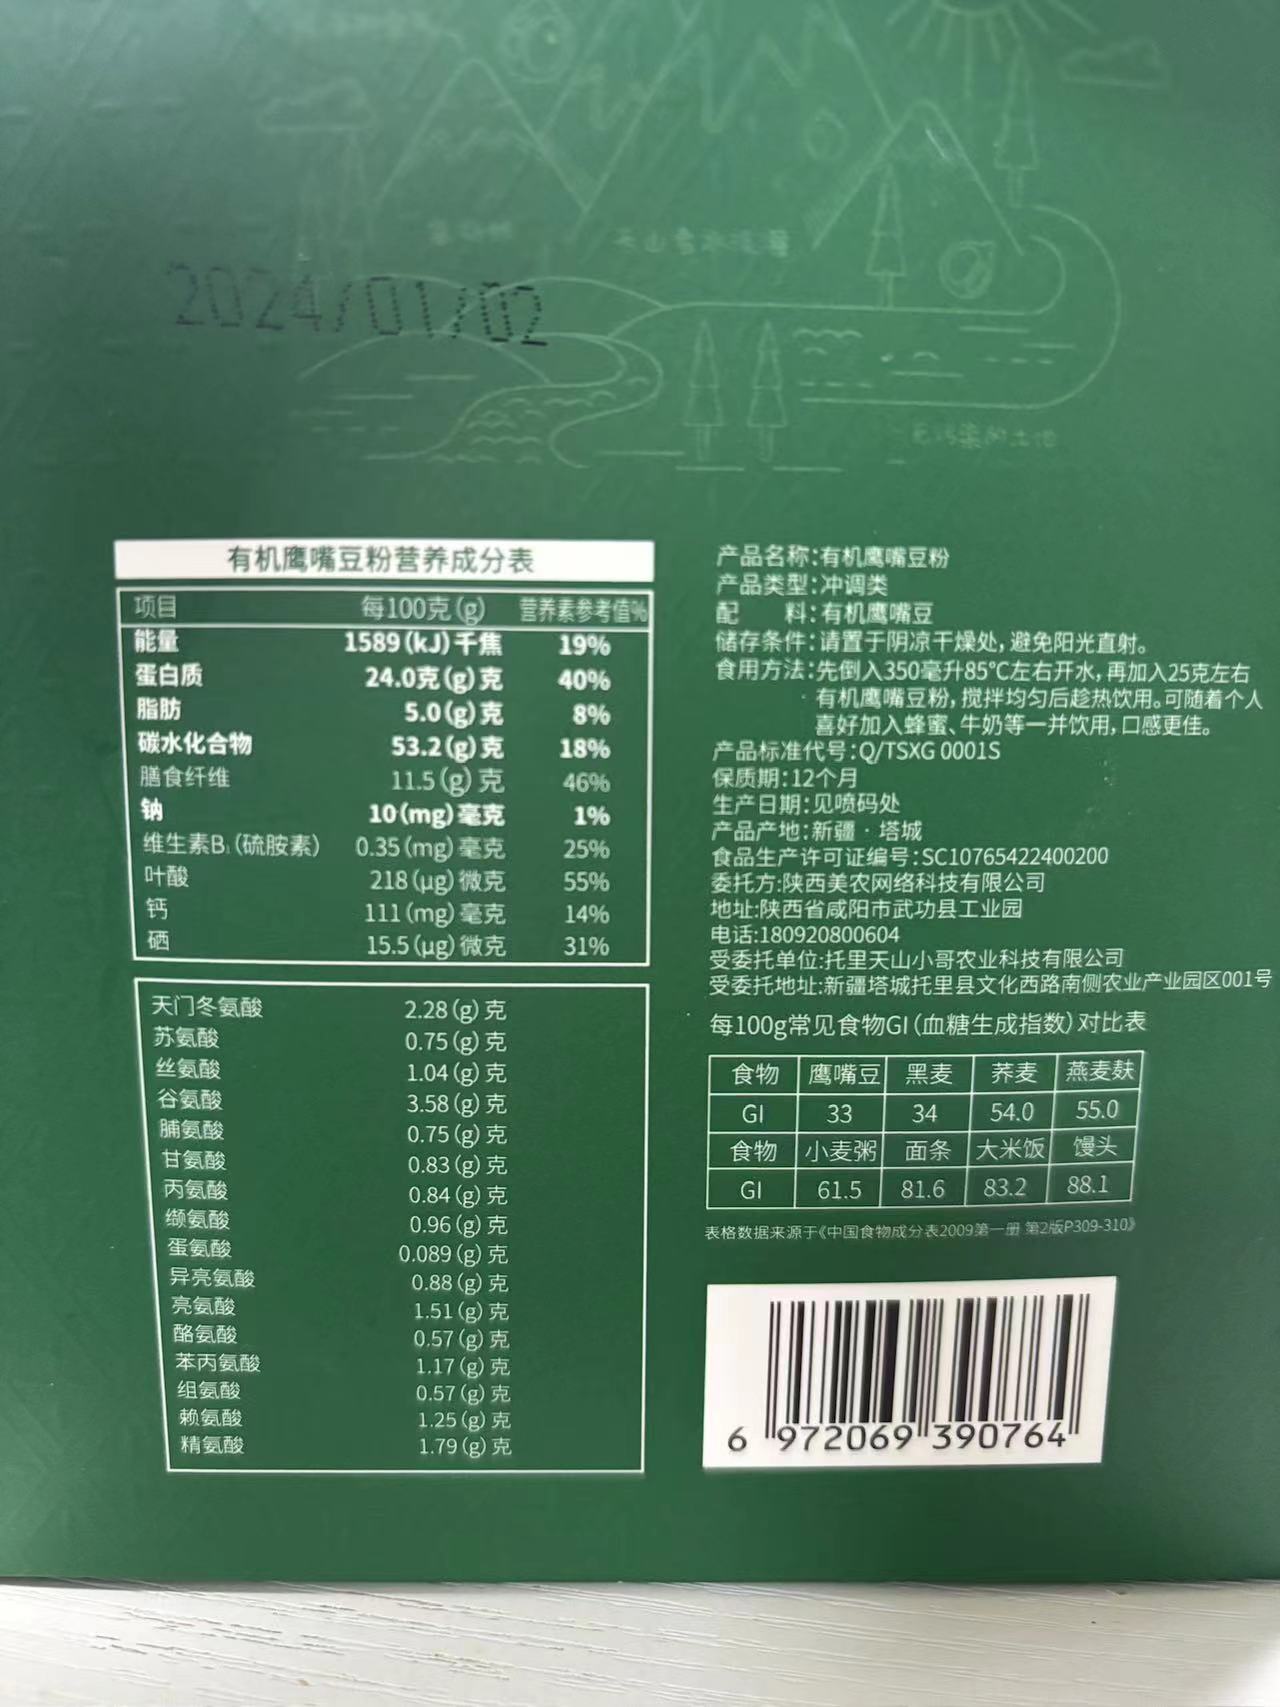 2024/01/02
有机鹰嘴豆粉营养成分表
项目 每100克(g) 营养素参考值%
能量 1589(kJ)千焦 19%
蛋白质 24.0克(g)克 40%
脂肪 5.0(g)克 8%
碳水化合物 53.2(g)克 18%
膳食纤维 11.5(g)克 46%
钠 10(mg)毫克 1%
维生素B₁(硫胺素) 0.35(mg)毫克 25%
叶酸 218(μg)微克 55%
钙 111(mg)毫克 14%
硒 15.5(μg)微克 31%
天门冬氨酸 2.28(g)克
苏氨酸 0.75(g)克
丝氨酸 1.04(g)克
谷氨酸 3.58(g)克
脯氨酸 0.75(g)克
甘氨酸 0.83(g)克
丙氨酸 0.84(g)克
缬氨酸 0.96(g)克
蛋氨酸 0.089(g)克
异亮氨酸 0.88(g)克
亮氨酸 1.51(g)克
酪氨酸 0.57(g)克
苯丙氨酸 1.17(g)克
组氨酸 0.57(g)克
赖氨酸 1.25(g)克
精氨酸 1.79(g)克
产品名称:有机鹰嘴豆粉
产品类型:冲调类
配 料:有机鹰嘴豆
储存条件:请置于阴凉干燥处,避免阳光直射。
食用方法:先倒入350毫升85℃左右开水,再加入25克左右
有机鹰嘴豆粉,搅拌均匀后趁热饮用。可随着个人
喜好加入蜂蜜、牛奶等一并饮用,口感更佳。
产品标准代号:Q/TSXG 0001S
保质期:12个月
生产日期:见喷码处
产品产地:新疆·塔城
食品生产许可证编号:SC10765422400200
委托方:陕西美农网络科技有限公司
地址:陕西省咸阳市武功县工业园
电话:180920800604
受委托单位:托里天山小哥农业科技有限公司
受委托地址:新疆塔城托里县文化西路南侧农业产业园区001号
每100g常见食物GI(血糖生成指数)对比表
食物 鹰嘴豆 黑麦 荞麦 燕麦麸
GI 33 34 54.0 55.0
食物 小麦粥 面条 大米饭 馒头
GI 61.5 81.6 83.2 88.1
表格数据来源于《中国食物成分表2009第一册 第2版P309-310》
6 972069 390764